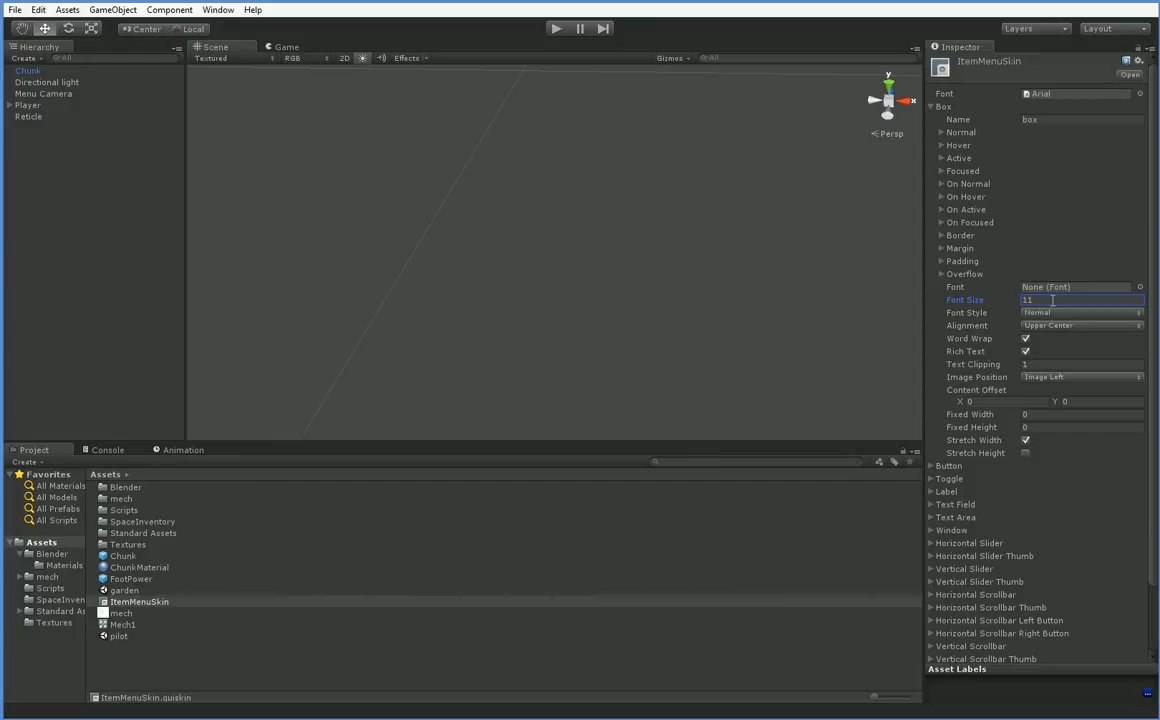 File Edit Assets GameObject Component Window Help
Center Local
Layers Layout
Hierarchy
Create All
Chunk
Directional light
Menu Camera
Player
Reticle
Scene Game
Textured RGB 2D Effects Gizmos All
y
x
Persp
Inspector
ItemMenuSkin
Open
Font Arial
Box
Name box
Normal
Hover
Active
Focused
On Normal
On Hover
On Active
On Focused
Border
Margin
Padding
Overflow
Font None (Font)
Font Size 11
Font Style Normal
Alignment Upper Center
Word Wrap
Rich Text
Text Clipping 1
Image Position Image Left
Content Offset
X 0 Y 0
Fixed Width 0
Fixed Height 0
Stretch Width
Stretch Height
Button
Toggle
Label
Text Field
Text Area
Window
Horizontal Slider
Horizontal Slider Thumb
Vertical Slider
Vertical Slider Thumb
Horizontal Scrollbar
Horizontal Scrollbar Thumb
Horizontal Scrollbar Left Button
Horizontal Scrollbar Right Button
Vertical Scrollbar
Vertical Scrollbar Thumb
Asset Labels
Project Console Animation
Create
Favorites
All Materials
All Models
All Prefabs
All Scripts
Assets
Blender
Materials
mech
Scripts
SpaceInven
Standard As
Textures
Assets
Blender
mech
Scripts
SpaceInventory
Standard Assets
Textures
Chunk
ChunkMaterial
FootPower
garden
ItemMenuSkin
mech
Mech1
pilot
ItemMenuSkin.guiskin